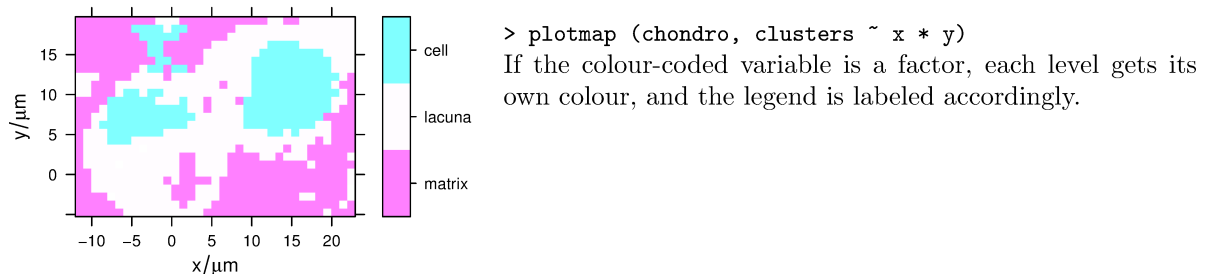 > plotmap (chondro, clusters ~ x * y)
If the colour-coded variable is a factor, each level gets its
own colour, and the legend is labeled accordingly.
15
10
5
0
y/μm
−10 −5 0 5 10 15 20
x/μm
cell
lacuna
matrix